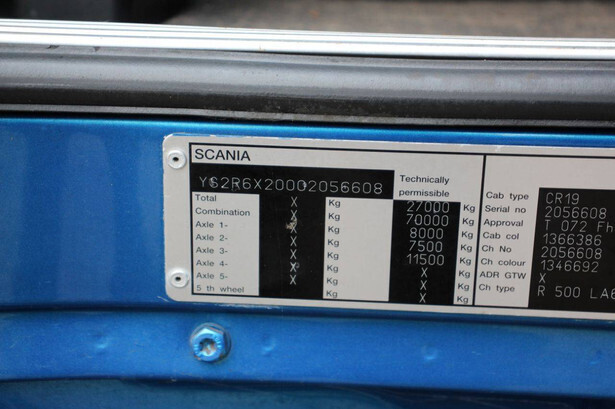 SCANIA
YS2R6X20002056608
Technically
permissible
Total X Kg 27000 Kg
Combination X Kg 70000 Kg
Axle 1- X Kg 8000 Kg
Axle 2- X Kg 7500 Kg
Axle 3- X Kg 11500 Kg
Axle 4- X Kg X Kg
Axle 5- X Kg X Kg
5 th wheel Kg X Kg
Cab type CR19
Serial no 2056608
Approval T 072 Fh
Cab col 1366386
Ch No 2056608
Ch colour 1346692
ADR GTW X
Ch type R 500 LA6